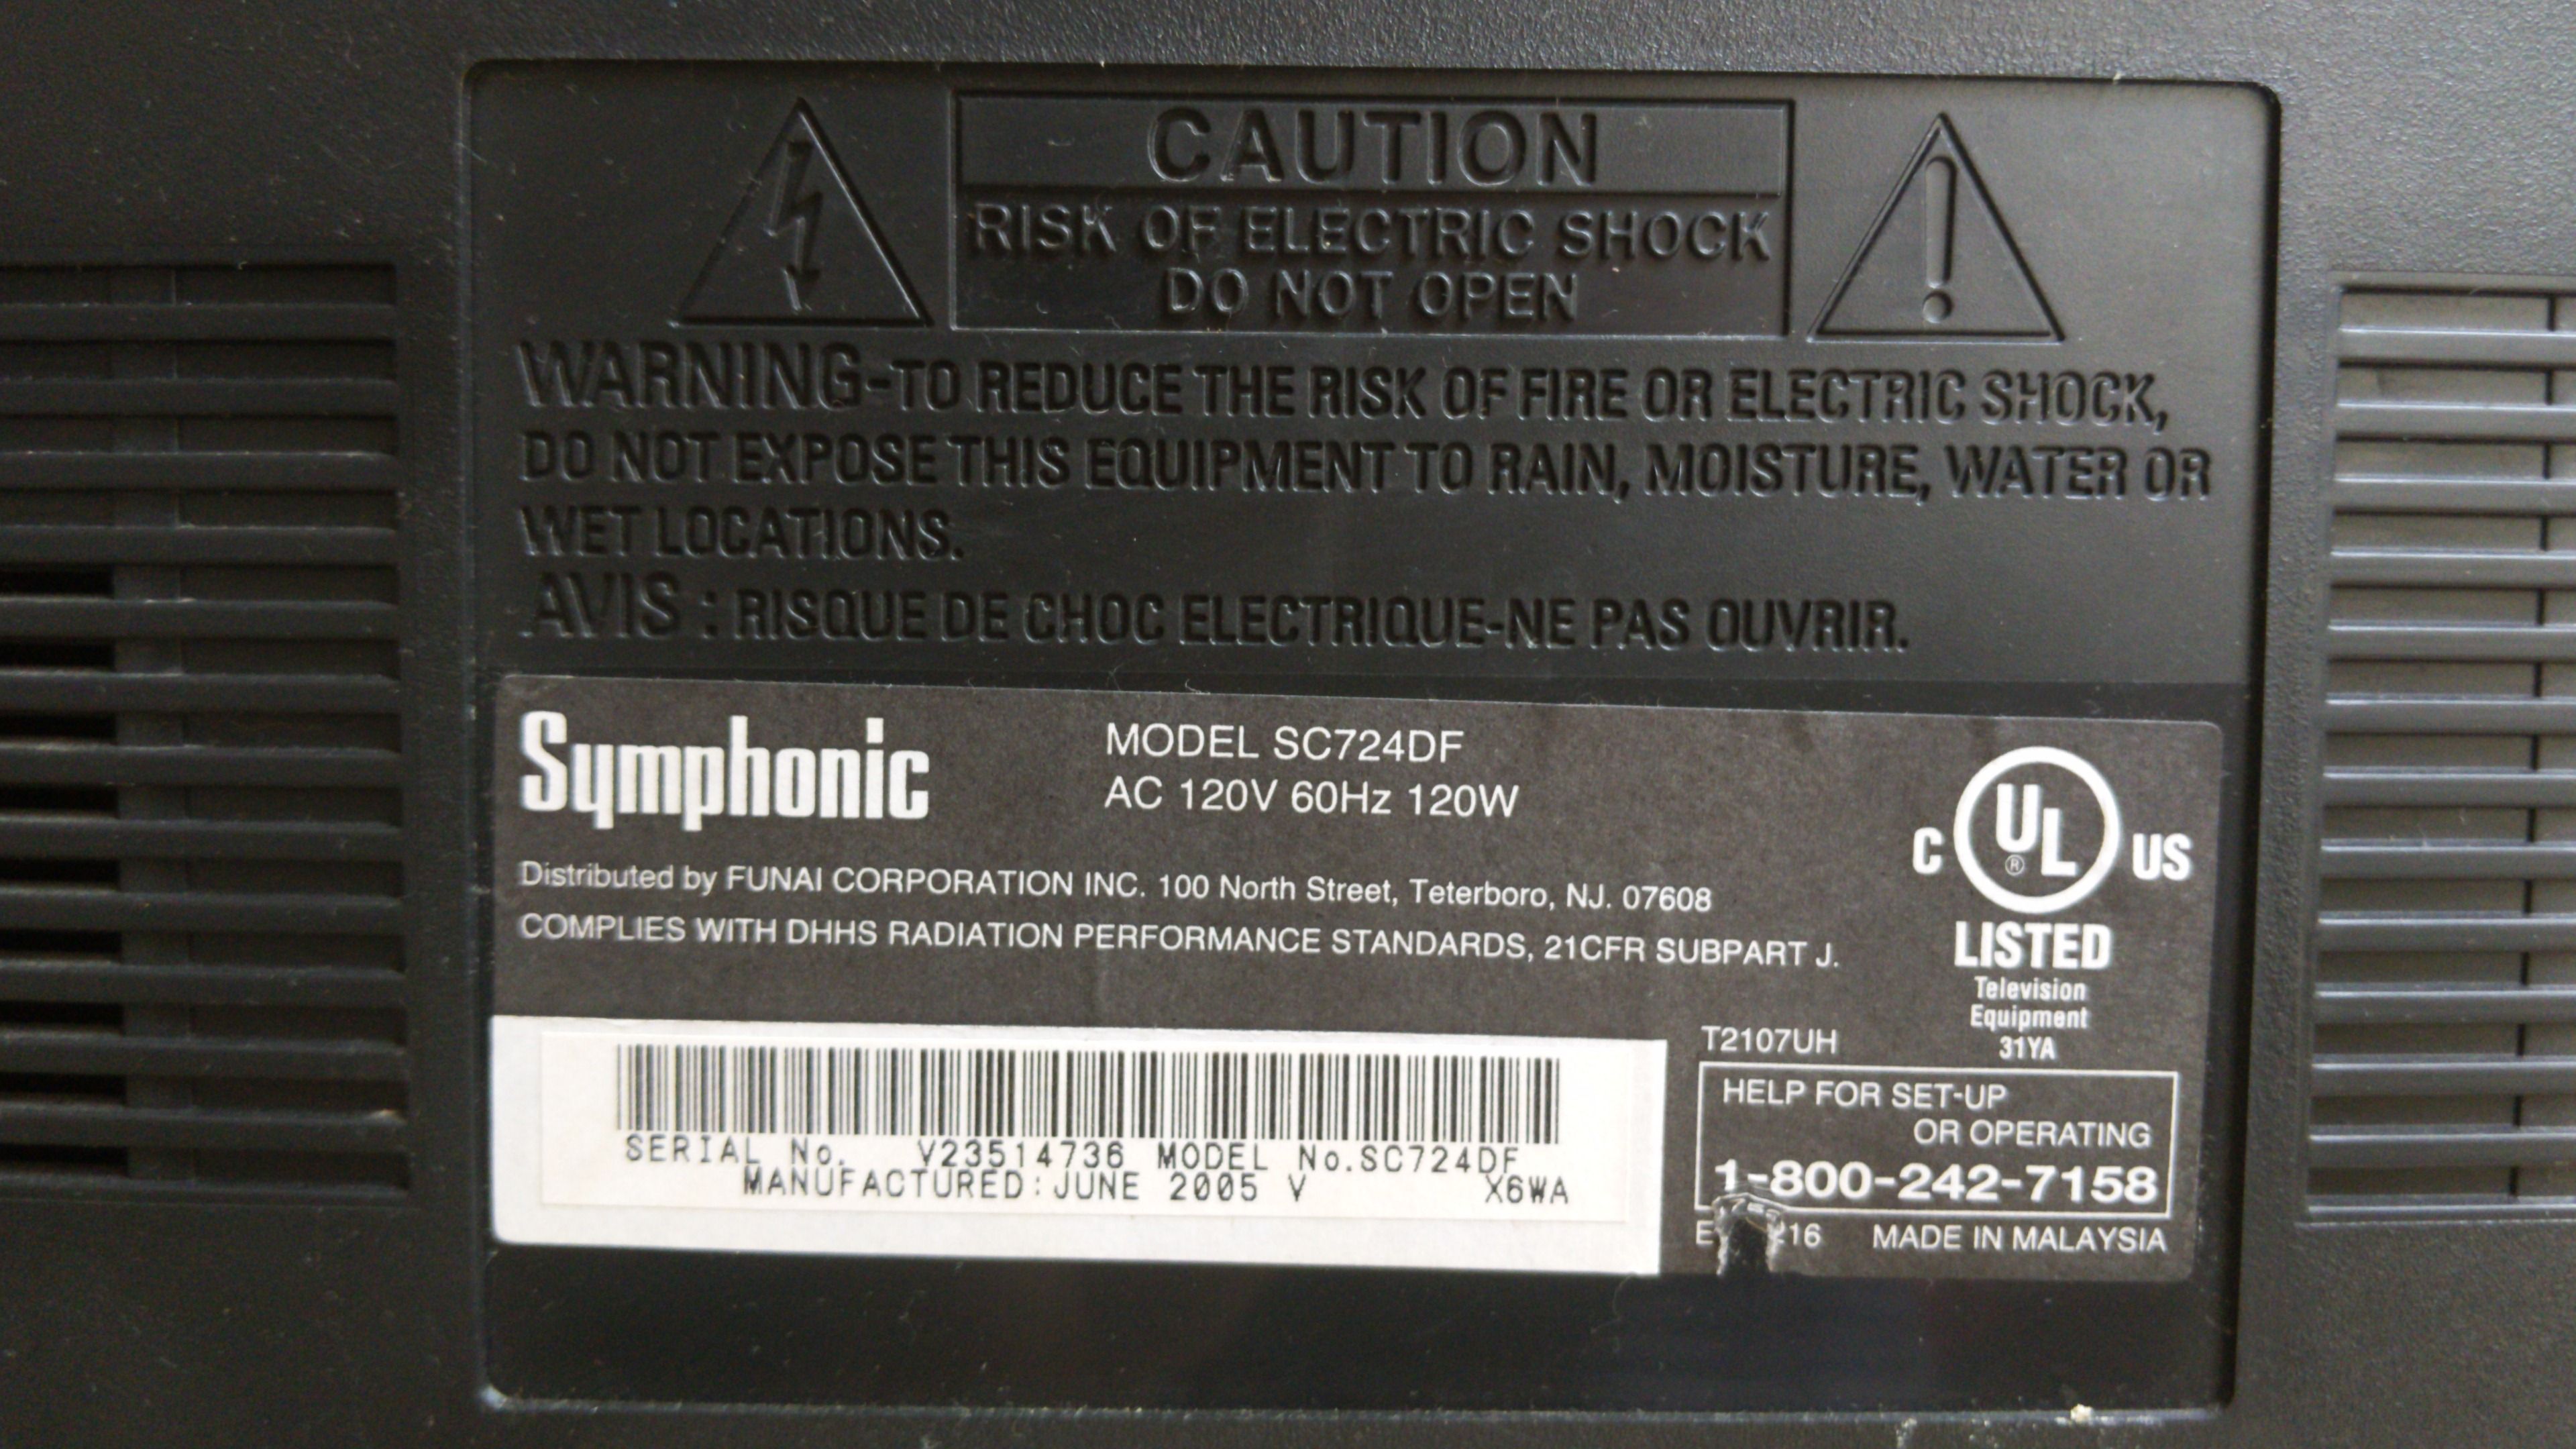 CAUTION
RISK OF ELECTRIC SHOCK
DO NOT OPEN
WARNING-TO REDUCE THE RISK OF FIRE OR ELECTRIC SHOCK,
DO NOT EXPOSE THIS EQUIPMENT TO RAIN, MOISTURE, WATER OR
WET LOCATIONS.
AVIS : RISQUE DE CHOC ELECTRIQUE-NE PAS OUVRIR.
Symphonic
MODEL SC724DF
AC 120V 60Hz 120W
Distributed by FUNAI CORPORATION INC. 100 North Street, Teterboro, NJ. 07608
COMPLIES WITH DHHS RADIATION PERFORMANCE STANDARDS, 21CFR SUBPART J.
C UL ® US
LISTED
Television
Equipment
31YA
T2107UH
HELP FOR SET-UP
OR OPERATING
1-800-242-7158
MADE IN MALAYSIA
SERIAL No. V23514736 MODEL No.SC724DF
MANUFACTURED:JUNE 2005 V X6WA